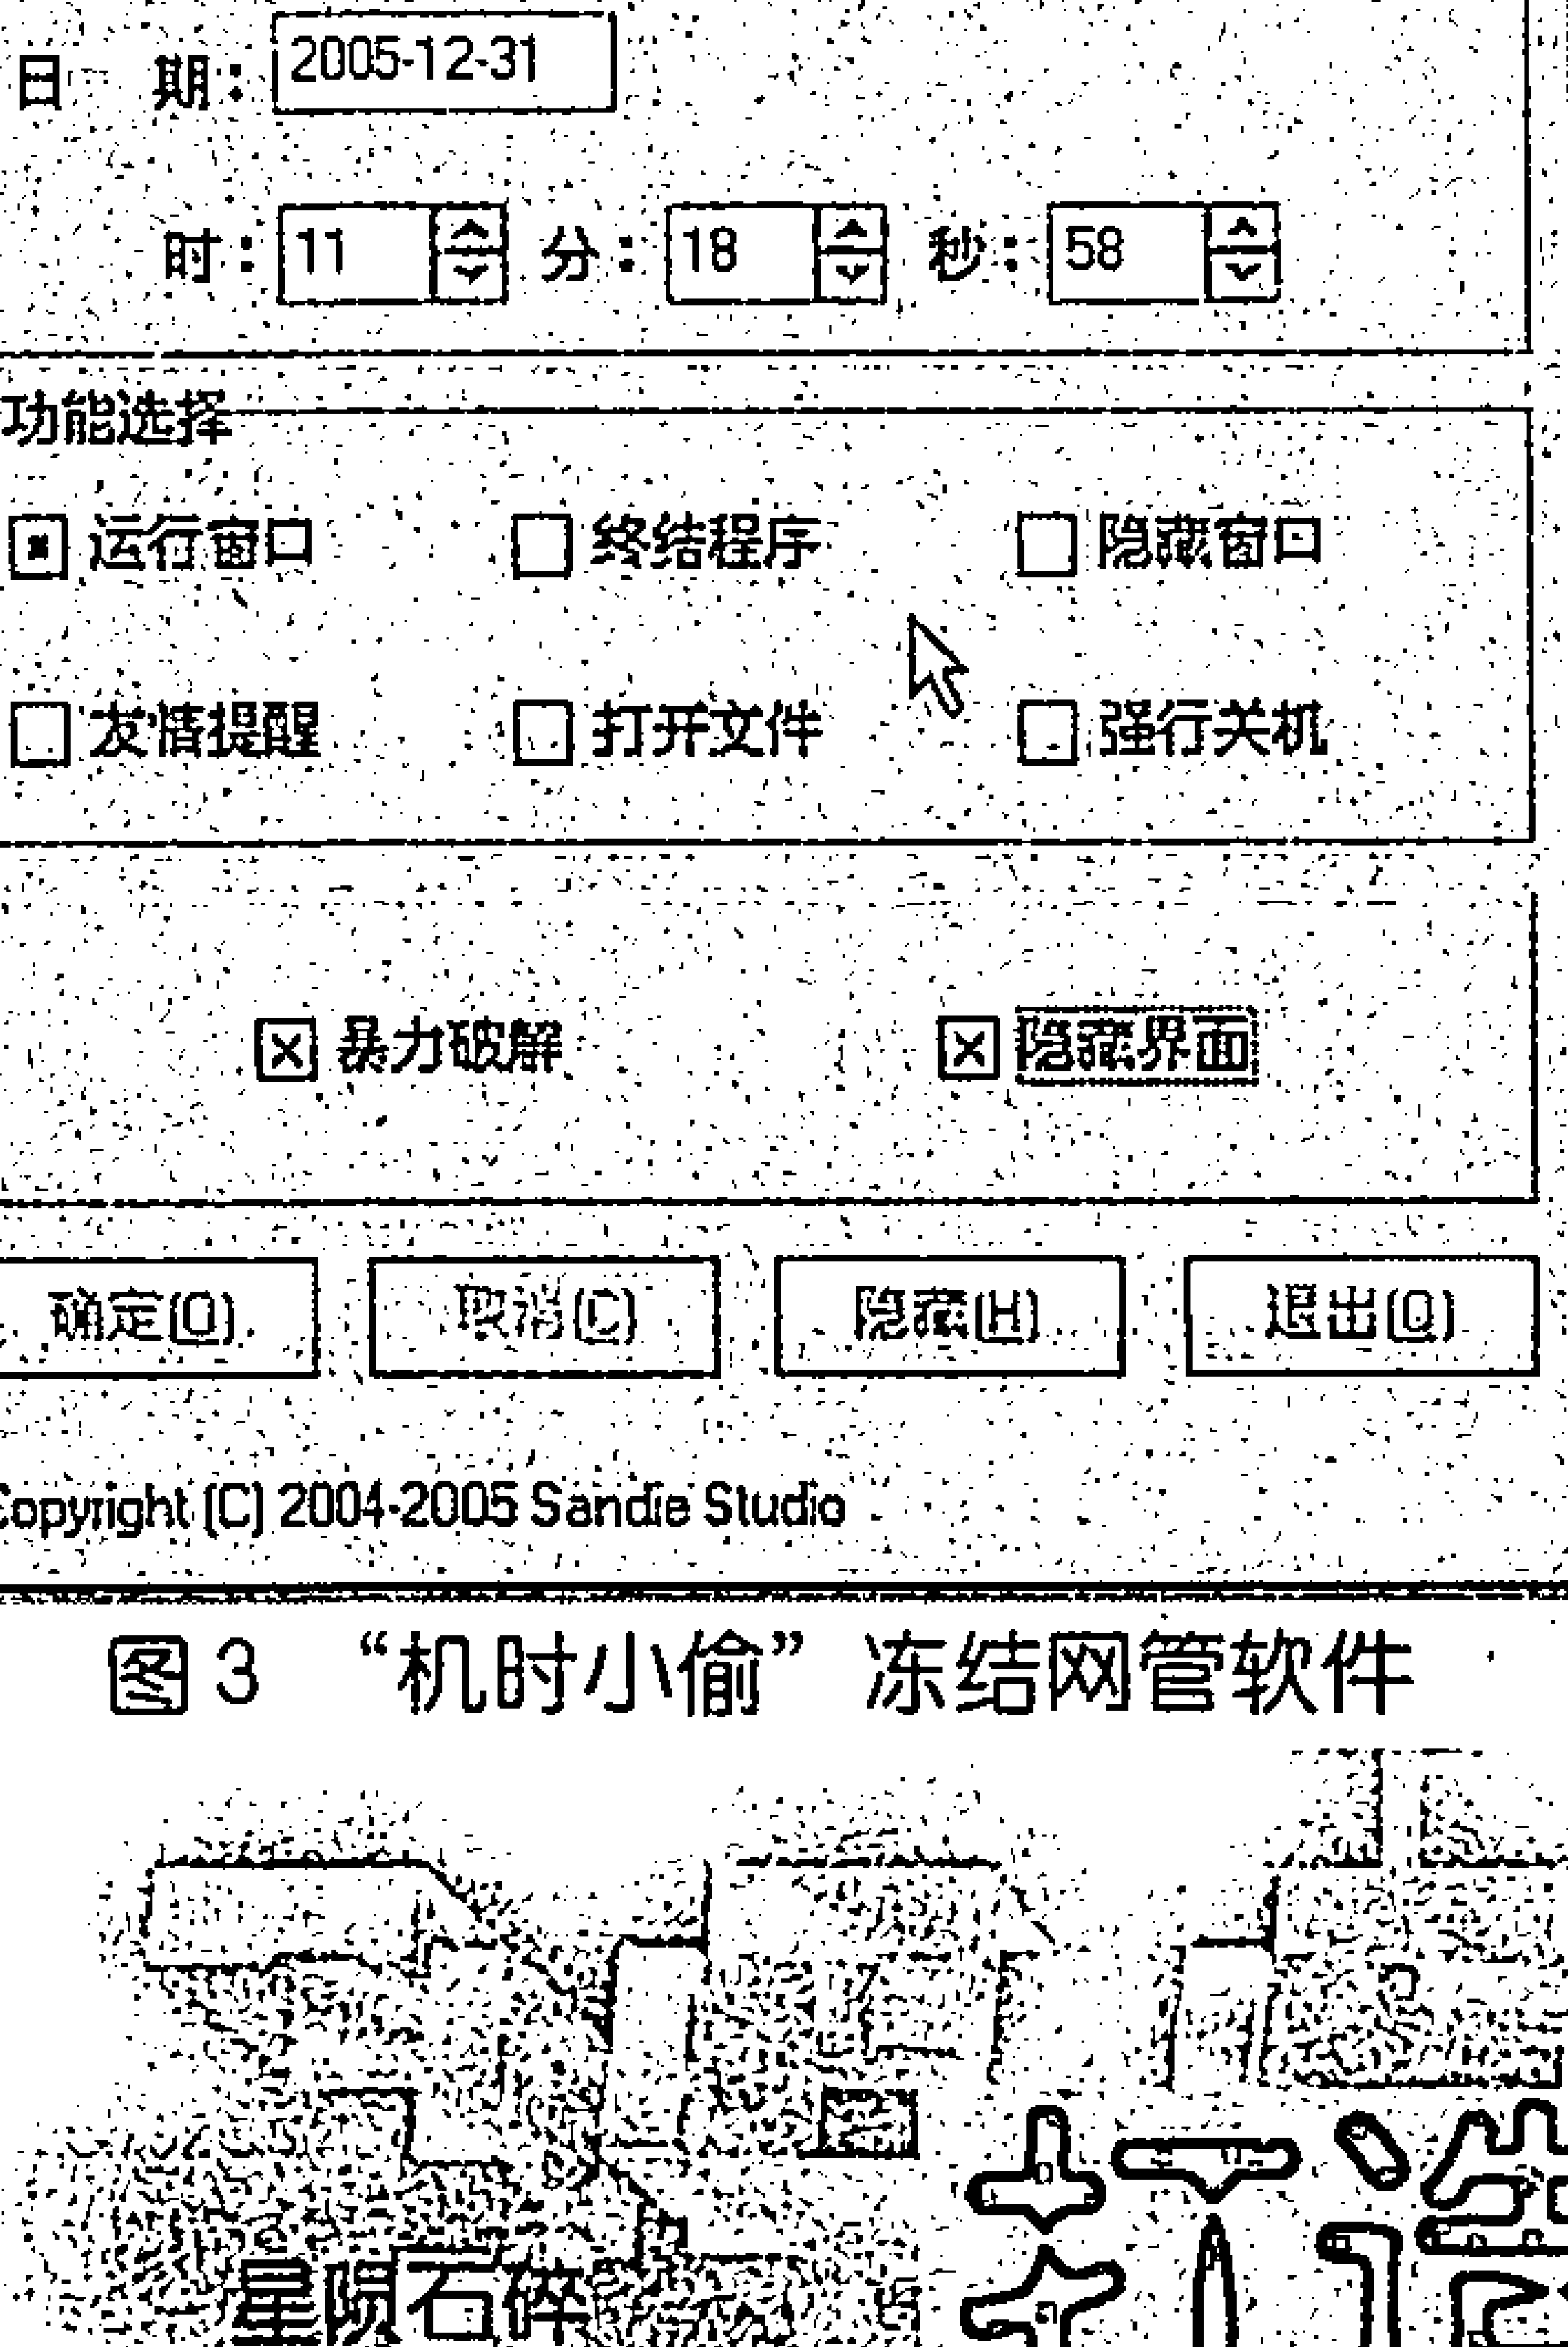 日 期: 2005-12-31
时: 11 分: 18 秒: 58
功能选择
运行窗口 终结程序 隐藏窗口
友情提醒 打开文件 强行关机
暴力破解 隐藏界面
确定(O) 取消(C) 隐藏(H) 退出(Q)
Copyright (C) 2004-2005 Sandie Studio
图3 “机时小偷” 冻结网管软件
星陨石碎